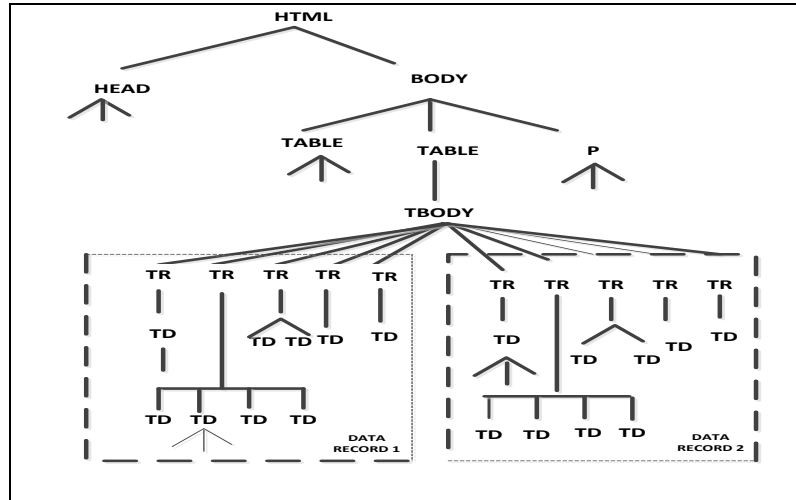 HTML
HEAD BODY
TABLE TABLE P
TBODY
TR TR TR TR TR TR TR TR TR TR
TD TD TD TD TD TD TD TD TD TD
TD TD TD TD TD TD TD TD
DATA
RECORD 1
DATA
RECORD 2